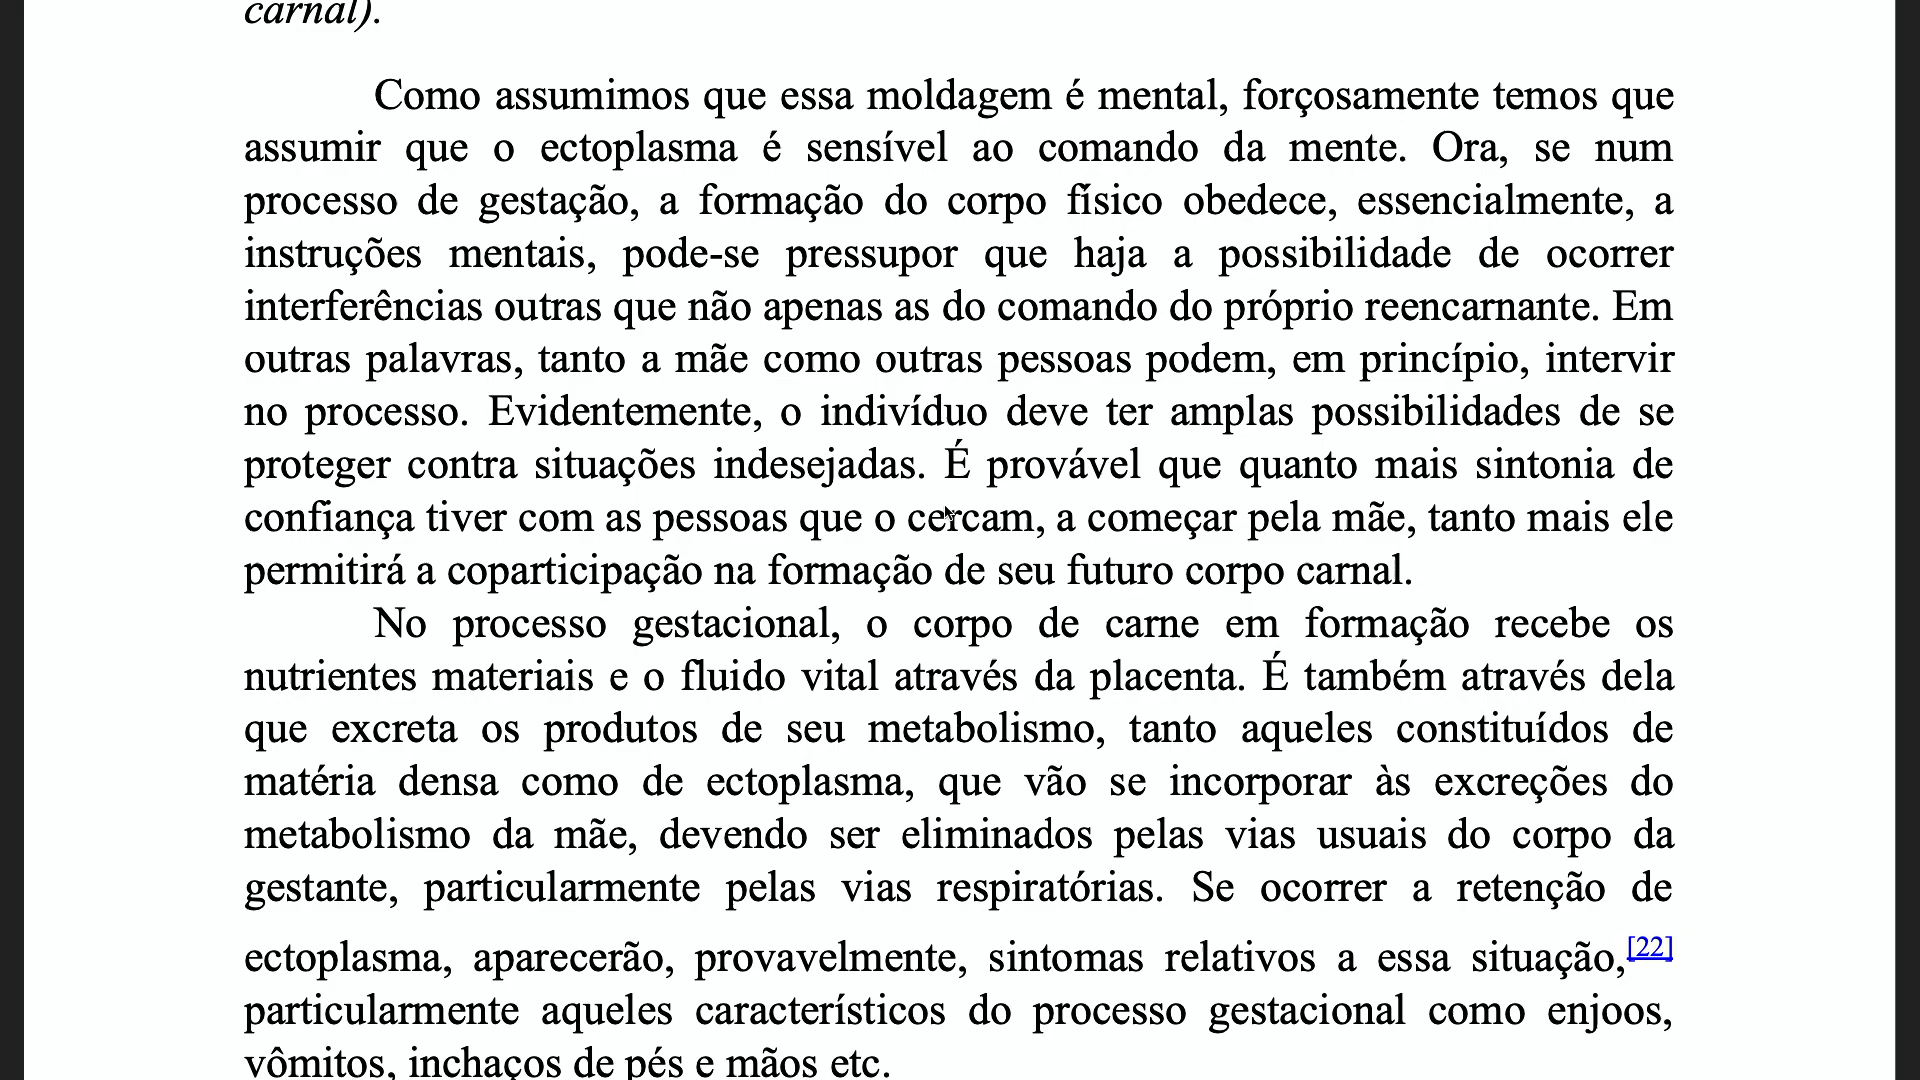 carnal).
Como assumimos que essa moldagem é mental, forçosamente temos que
assumir que o ectoplasma é sensível ao comando da mente. Ora, se num
processo de gestação, a formação do corpo físico obedece, essencialmente, a
instruções mentais, pode-se pressupor que haja a possibilidade de ocorrer
interferências outras que não apenas as do comando do próprio reencarnante. Em
outras palavras, tanto a mãe como outras pessoas podem, em princípio, intervir
no processo. Evidentemente, o indivíduo deve ter amplas possibilidades de se
proteger contra situações indesejadas. É provável que quanto mais sintonia de
confiança tiver com as pessoas que o cercam, a começar pela mãe, tanto mais ele
permitirá a coparticipação na formação de seu futuro corpo carnal.
No processo gestacional, o corpo de carne em formação recebe os
nutrientes materiais e o fluido vital através da placenta. É também através dela
que excreta os produtos de seu metabolismo, tanto aqueles constituídos de
matéria densa como de ectoplasma, que vão se incorporar às excreções do
metabolismo da mãe, devendo ser eliminados pelas vias usuais do corpo da
gestante, particularmente pelas vias respiratórias. Se ocorrer a retenção de
ectoplasma, aparecerão, provavelmente, sintomas relativos a essa situação,[22]
particularmente aqueles característicos do processo gestacional como enjoos,
vômitos, inchaços de pés e mãos etc.